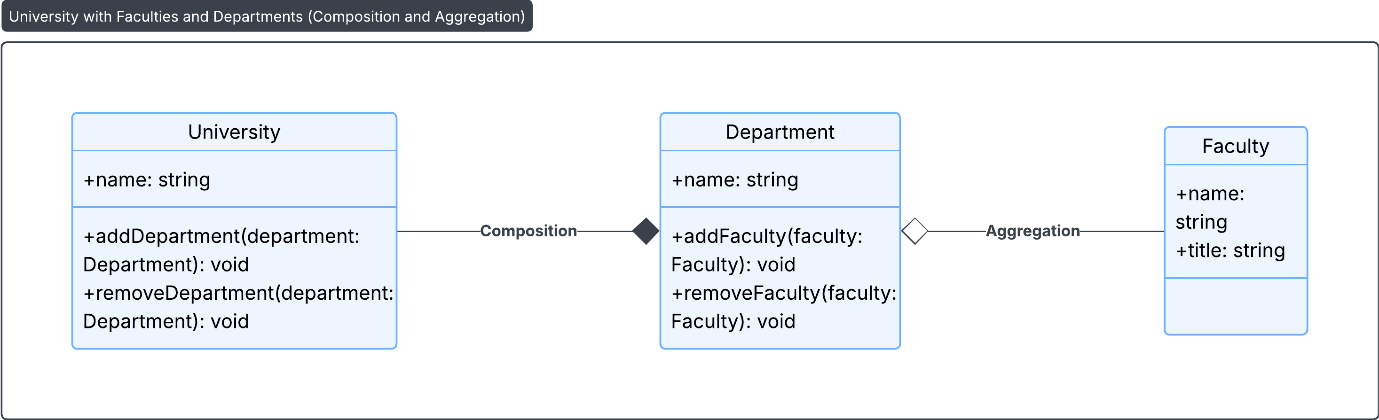 University with Faculties and Departments (Composition and Aggregation)
University
+name: string
+addDepartment(department:
Department): void
+removeDepartment(department:
Department): void
Composition
Department
+name: string
+addFaculty(faculty:
Faculty): void
+removeFaculty(faculty:
Faculty): void
Aggregation
Faculty
+name:
string
+title: string